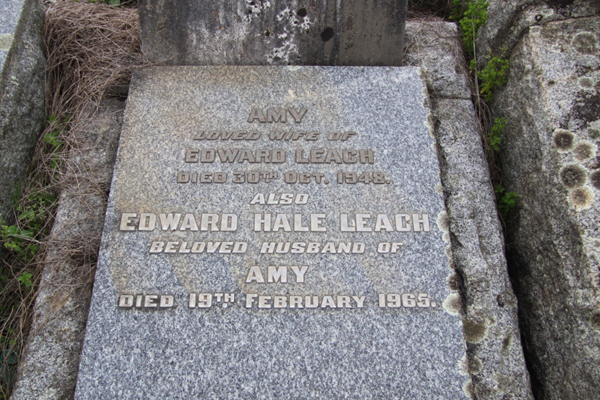 AMY
LOVED WIFE OF
EDWARD LEACH
DIED 30TH OCT. 1948.
ALSO
EDWARD HALE LEACH
BELOVED HUSBAND OF
AMY
DIED 19TH FEBRUARY 1965.